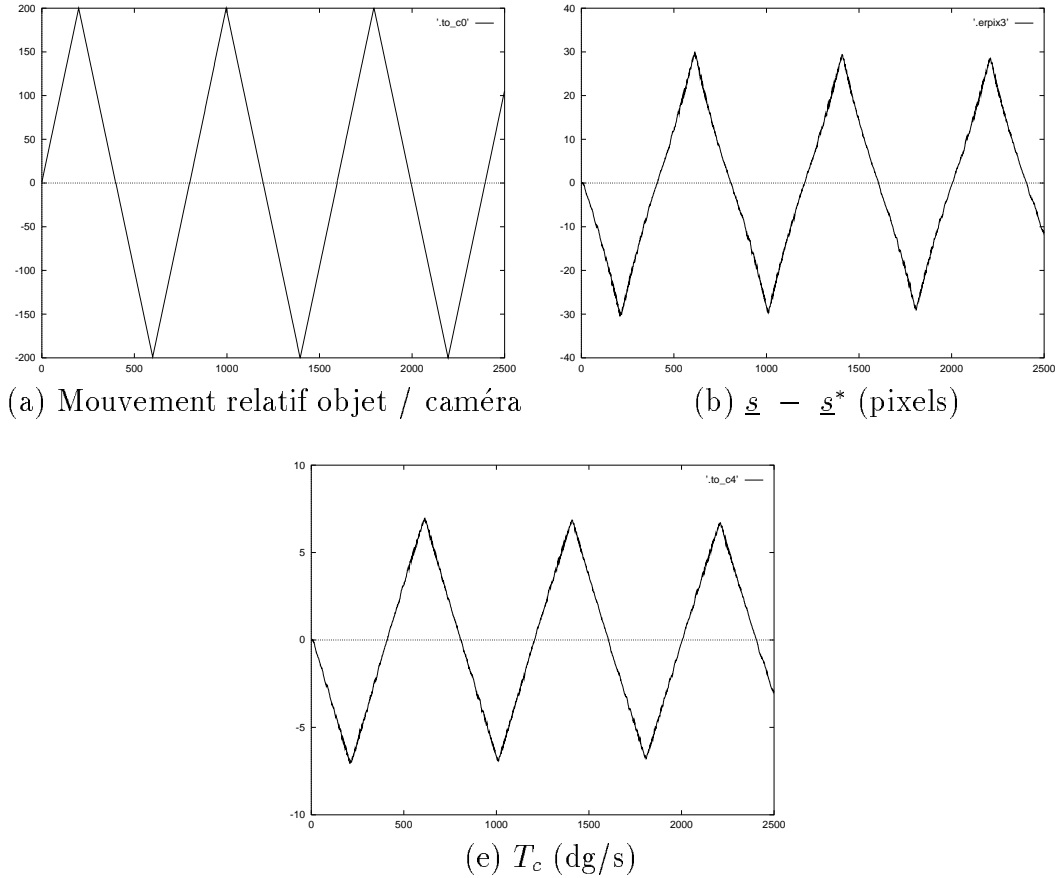 200
150
100
50
0
-50
-100
-150
-200
0 500 1000 1500 2000 2500
'.to_c0'
(a) Mouvement relatif objet / caméra
40
30
20
10
0
-10
-20
-30
-40
0 500 1000 1500 2000 2500
'.erpix3'
(b) s − s* (pixels)
10
5
0
-5
-10
0 500 1000 1500 2000 2500
'.to_c4'
(e) T_c (dg/s)